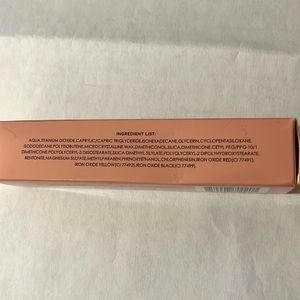 INGREDIENT LIST:
AQUA,TITANIUM DIOXIDE,CAPRYLIC/CAPRIC TRIGLYCERIDE,ISOHEXADECANE, GLYCERIN,CYCLOPENTASILOXANE,
ISODODECANE,POLYGLOBUTENE,MICROCRYSTALLINE WAX,DIMETHICONOL,SILICA,DIMETHICONE,CETYL PEG/PPG-10/1
DIMETHICONE,POLYGLYCERYL-3 DIISOSTEARATE,SILICA DIMETHYL SILYLATE,POLYGLYCERYL-2 DIPOLYHYDROXYSTEARATE,
BENTONITE,MAGNESIUM SULFATE,METHYLPARABEN,PHENOXYETHANOL,CHLORPHENESIN,IRON OXIDE RED(CI 77491),
IRON OXIDE YELLOW(CI 77492),IRON OXIDE BLACK(CI 77499).